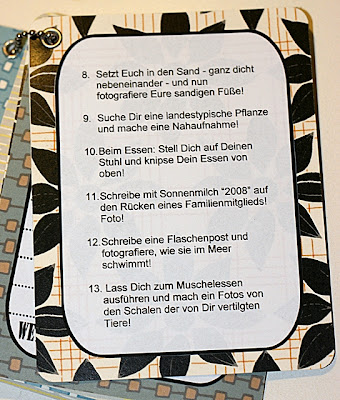 8. Setzt Euch in den Sand - ganz dicht
nebeneinander - und nun
fotografiere Eure sandigen Füße!
9. Suche Dir eine landestypische Pflanze
und mache eine Nahaufnahme!
10. Beim Essen: Stell Dich auf Deinen
Stuhl und knipse Dein Essen von
oben!
11. Schreibe mit Sonnenmilch "2008" auf
den Rücken eines Familienmitglieds!
Foto!
12. Schreibe eine Flaschenpost und
fotografiere, wie sie im Meer
schwimmt!
13. Lass Dich zum Muschelessen
ausführen und mach ein Fotos von
den Schalen der von Dir vertilgten
Tiere!